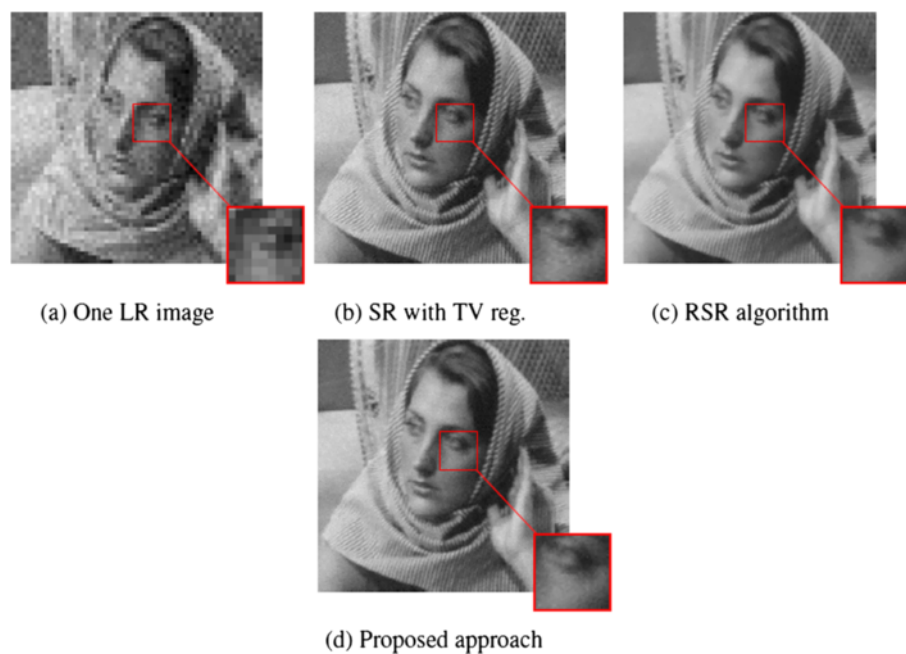 (a) One LR image
(b) SR with TV reg.
(c) RSR algorithm
(d) Proposed approach